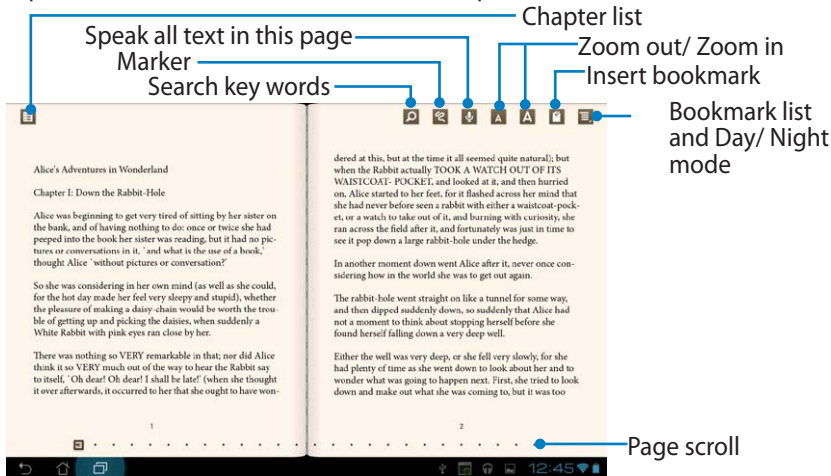 Chapter list
Speak all text in this page
Zoom out/ Zoom in
Marker
Insert bookmark
Search key words
Bookmark list
and Day/ Night
mode
Alice's Adventures in Wonderland
Chapter I: Down the Rabbit-Hole
Alice was beginning to get very tired of sitting by her sister on
the bank, and of having nothing to do: once or twice she had
peeped into the book her sister was reading, but it had no pic-
tures or conversations in it, `and what is the use of a book,'
thought Alice `without pictures or conversation?'
So she was considering in her own mind (as well as she could,
for the hot day made her feel very sleepy and stupid), whether
the pleasure of making a daisy-chain would be worth the trou-
ble of getting up and picking the daisies, when suddenly a
White Rabbit with pink eyes ran close by her.
There was nothing so VERY remarkable in that; nor did Alice
think it so VERY much out of the way to hear the Rabbit say
to itself, `Oh dear! Oh dear! I shall be late!' (when she thought
it over afterwards, it occurred to her that she ought to have won-
1
dered at this, but at the time it all seemed quite natural); but
when the Rabbit actually TOOK A WATCH OUT OF ITS
WAISTCOAT- POCKET, and looked at it, and then hurried
on, Alice started to her feet, for it flashed across her mind that
she had never before seen a rabbit with either a waistcoat-pock-
et, or a watch to take out of it, and burning with curiosity, she
ran across the field after it, and fortunately was just in time to
see it pop down a large rabbit-hole under the hedge.
In another moment down went Alice after it, never once con-
sidering how in the world she was to get out again.
The rabbit-hole went straight on like a tunnel for some way,
and then dipped suddenly down, so suddenly that Alice had
not a moment to think about stopping herself before she
found herself falling down a very deep well.
Either the well was very deep, or she fell very slowly, for she
had plenty of time as she went down to look about her and to
wonder what was going to happen next. First, she tried to look
down and make out what she was coming to, but it was too
2
Page scroll
12:45